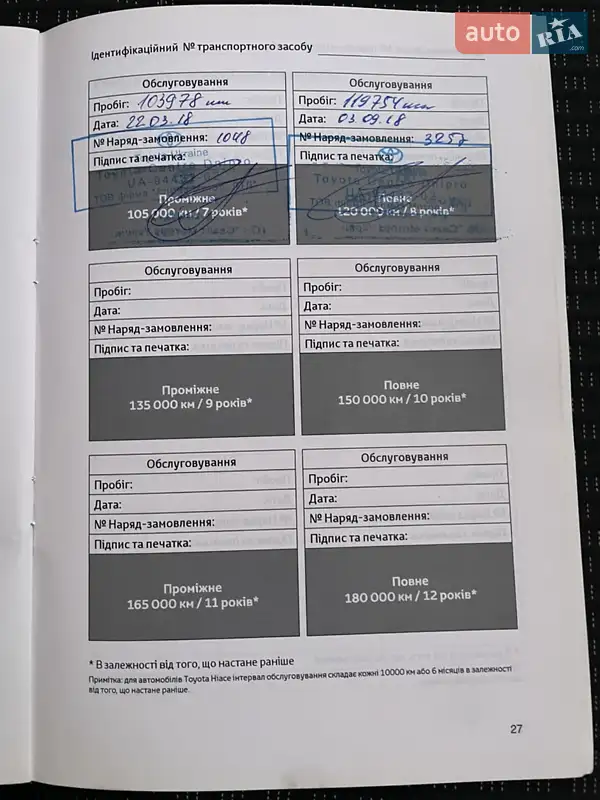 auto RIA .com
Ідентифікаційний № транспортного засобу
Обслуговування
Пробіг: 103978 km
Дата: 22.03.18
№ Наряд-замовлення: 1048
Підпис та печатка:
Ukraine
UA-
Проміжне
105 000 км / 7 років*
Обслуговування
Пробіг: 119754 km
Дата: 03.09.18
№ Наряд-замовлення: 3257
Підпис та печатка:
Toyota Dnipro
Повне
120 000 км / 8 років*
Обслуговування
Пробіг:
Дата:
№ Наряд-замовлення:
Підпис та печатка:
Проміжне
135 000 км / 9 років*
Обслуговування
Пробіг:
Дата:
№ Наряд-замовлення:
Підпис та печатка:
Повне
150 000 км / 10 років*
Обслуговування
Пробіг:
Дата:
№ Наряд-замовлення:
Підпис та печатка:
Проміжне
165 000 км / 11 років*
Обслуговування
Пробіг:
Дата:
№ Наряд-замовлення:
Підпис та печатка:
Повне
180 000 км / 12 років*
* В залежності від того, що настане раніше
Примітка: для автомобілів Toyota Hiace інтервал обслуговування складає кожні 10000 км або 6 місяців в залежності
від того, що настане раніше.
27